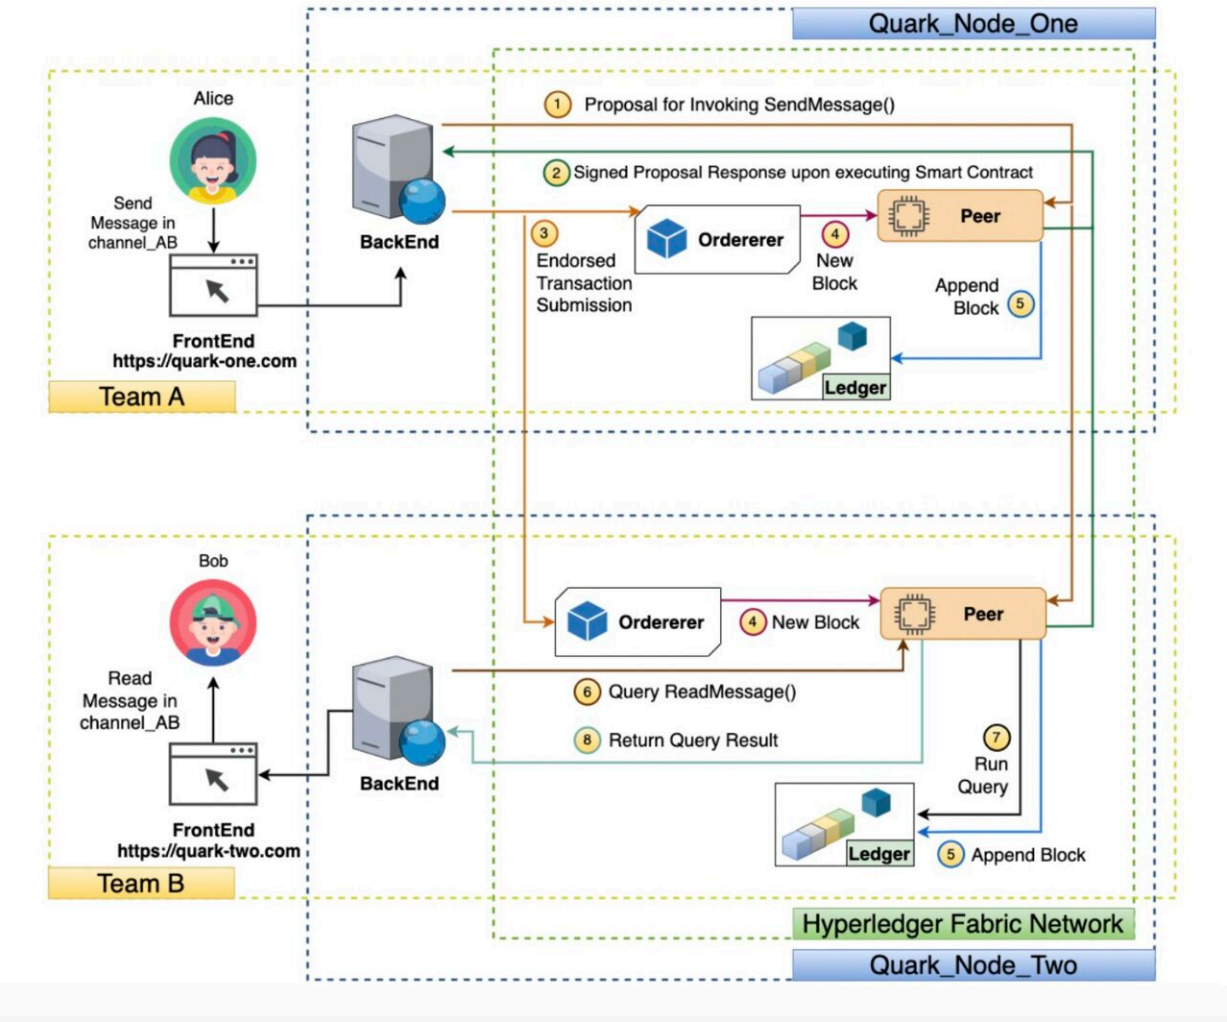 Quark_Node_One
Alice
1 Proposal for Invoking SendMessage()
2 Signed Proposal Response upon executing Smart Contract
Send
Message in
channel_AB
BackEnd
3
Endorsed
Transaction
Submission
Ordererer
4
New
Block
Peer
Append
Block 5
FrontEnd
https://quark-one.com
Ledger
Team A
Bob
Ordererer
4 New Block
Peer
Read
Message in
channel_AB
6 Query ReadMessage()
8 Return Query Result
7
Run
Query
BackEnd
FrontEnd
https://quark-two.com
Ledger
5 Append Block
Team B
Hyperledger Fabric Network
Quark_Node_Two